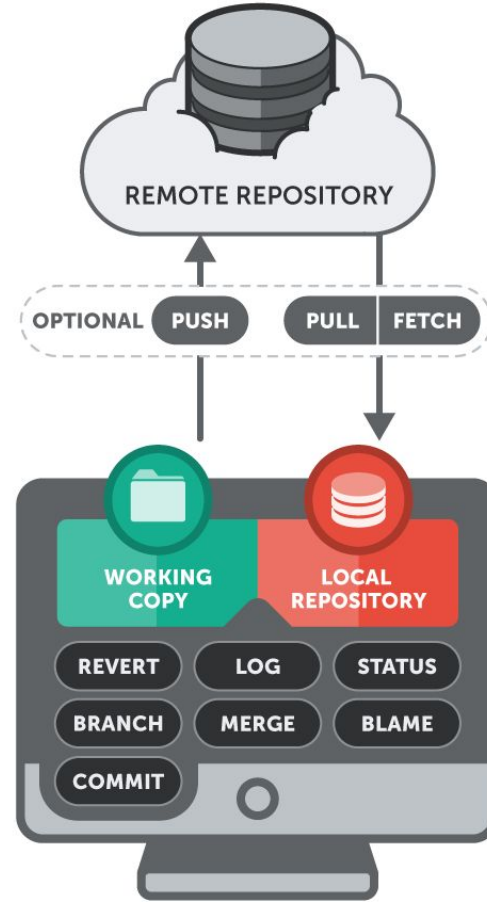 REMOTE REPOSITORY
OPTIONAL PUSH PULL FETCH
WORKING COPY
LOCAL REPOSITORY
REVERT LOG STATUS
BRANCH MERGE BLAME
COMMIT